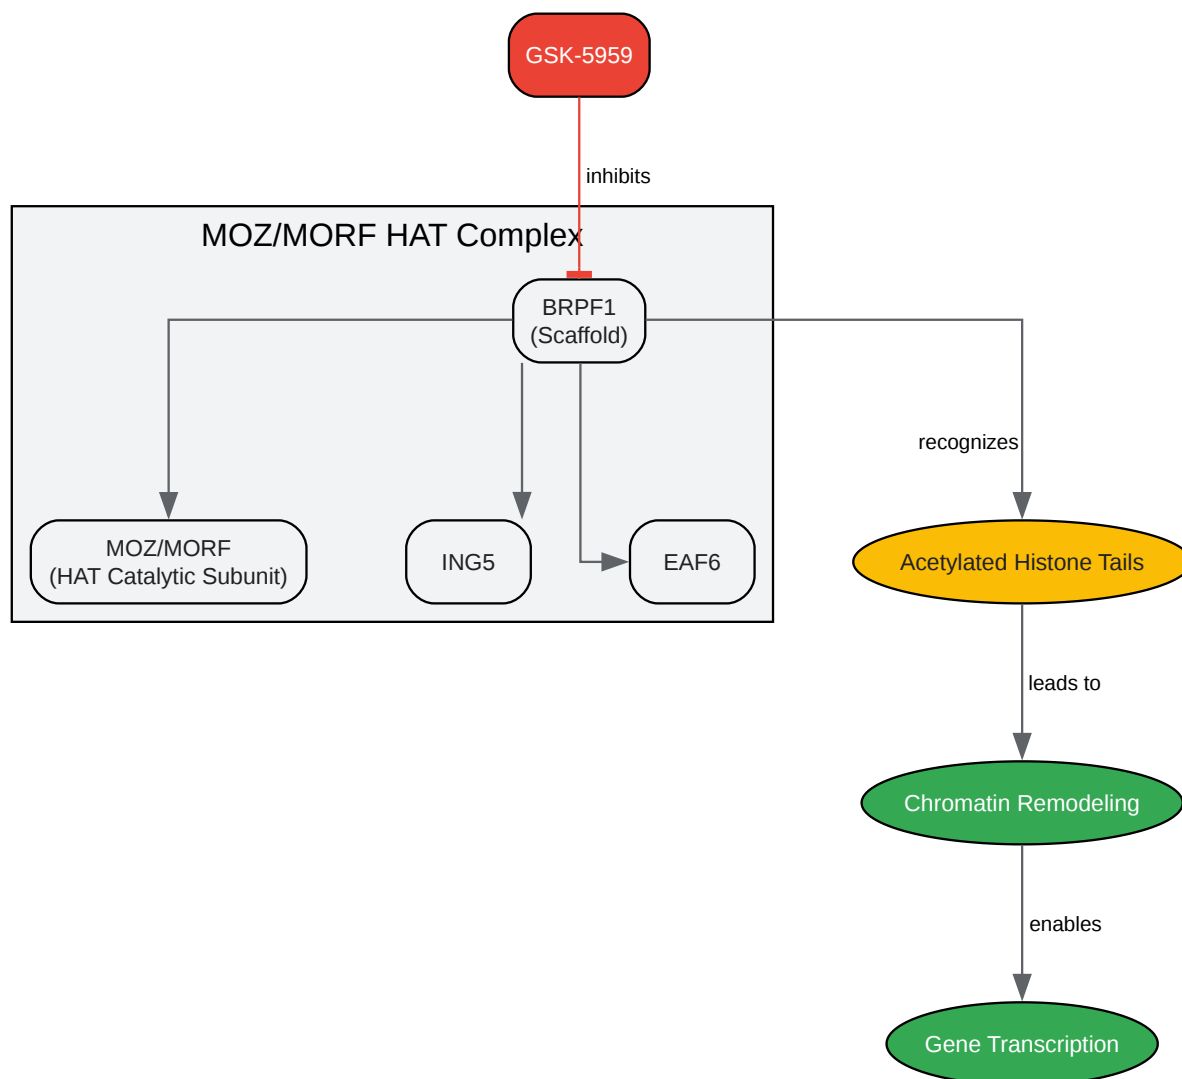 GSK-5959
inhibits
MOZ/MORF HAT Complex
BRPF1
(Scaffold)
recognizes
MOZ/MORF
(HAT Catalytic Subunit)
ING5
EAF6
Acetylated Histone Tails
leads to
Chromatin Remodeling
enables
Gene Transcription